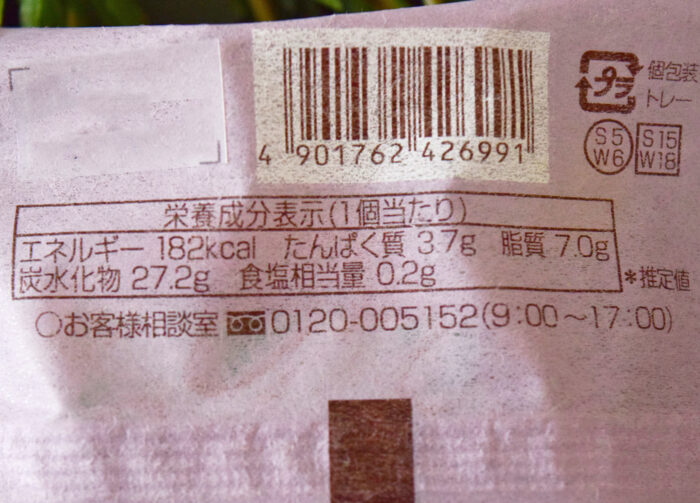 4 901762 426991
プラ
個包装
トレー
S5
W6
S15
W18
栄養成分表示(1個当たり)
エネルギー 182kcal たんぱく質 3.7g 脂質 7.0g
炭水化物 27.2g 食塩相当量 0.2g
*推定値
○お客様相談室 0120-005152(9:00～17:00)